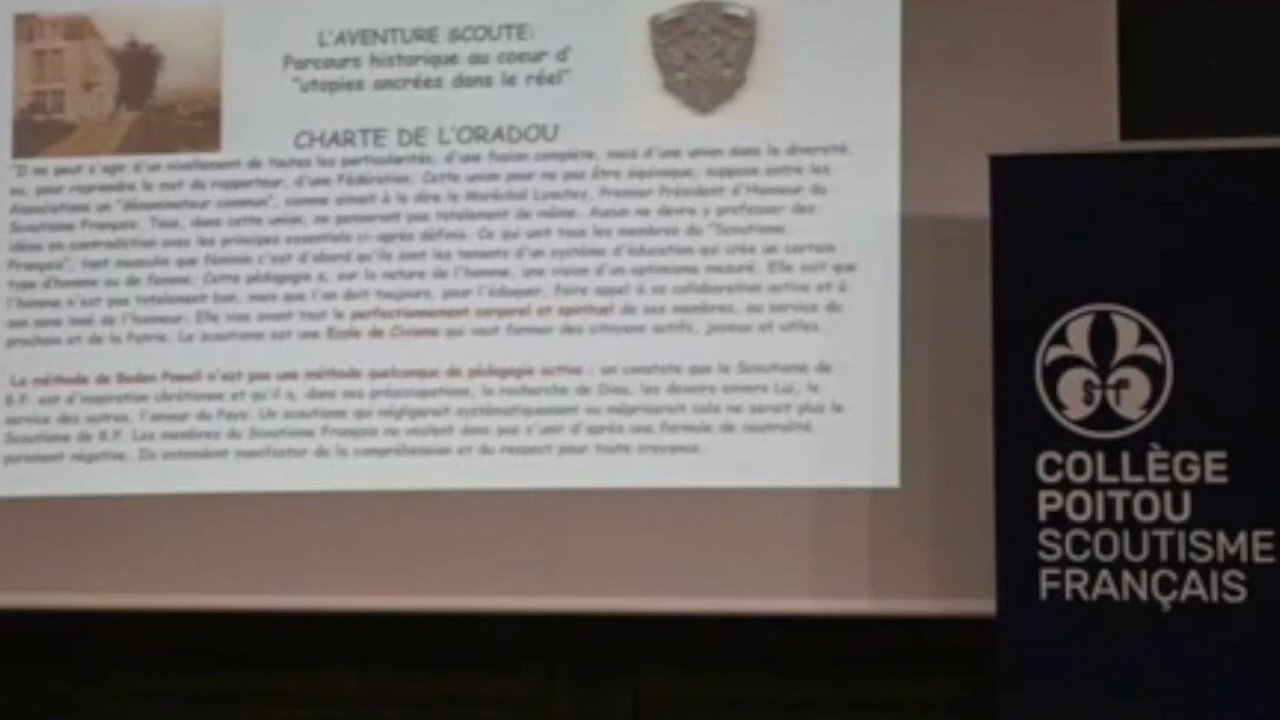 L'AVENTURE SCOUTE:
Parcours historique au coeur d'
"utopies ancrées dans le réel"
CHARTE DE L'ORADOU
"Il ne peut s'agir d'un nivellement de toutes les particularités, d'une fusion complète, mais d'une union dans la diversité,
ou, pour reprendre le mot du rapporteur, d'une Fédération. Cette union pour ne pas être équivoque, suppose entre les
Associations un "dénominateur commun", comme aimait à le dire le Maréchal Lyautey, Premier Président d'Honneur du
Scoutisme Français. Tous, dans cette union, ne penseront pas totalement de même. Aucun ne devra y professer des
idées en contradiction avec les principes essentiels ci-après définis. Ce qui unit tous les membres du "Scoutisme
Français", tant masculin que féminin c'est d'abord qu'ils sont les tenants d'un système d'éducation qui crée un certain
type d'homme ou de femme. Cette pédagogie a, sur la nature de l'homme, une vision d'un optimisme mesuré. Elle sait que
l'homme n'est pas totalement bon, mais que l'on doit toujours, pour l'éduquer, faire appel à sa collaboration active et à
son sens inné de l'honneur. Elle vise avant tout le perfectionnement corporel et spirituel de ses membres, au service du
prochain et de la Patrie. Le scoutisme est une Ecole de Civisme qui veut former des citoyens actifs, joyeux et utiles.
La méthode de Baden Powell n'est pas une méthode quelconque de pédagogie active : on constate que le Scoutisme de
B.P. est d'inspiration chrétienne et qu'il a, dans ses préoccupations, la recherche de Dieu, les devoirs envers Lui, le
service des autres, l'amour du Pays. Un scoutisme qui négligerait systématiquement ou mépriserait cela ne serait plus le
Scoutisme de B.P. Les membres du Scoutisme Français ne veulent donc pas s'unir d'après une formule de neutralité
purement négative. Ils entendent manifester de la compréhension et du respect pour toute croyance.
S F
COLLÈGE
POITOU
SCOUTISME
FRANÇAIS